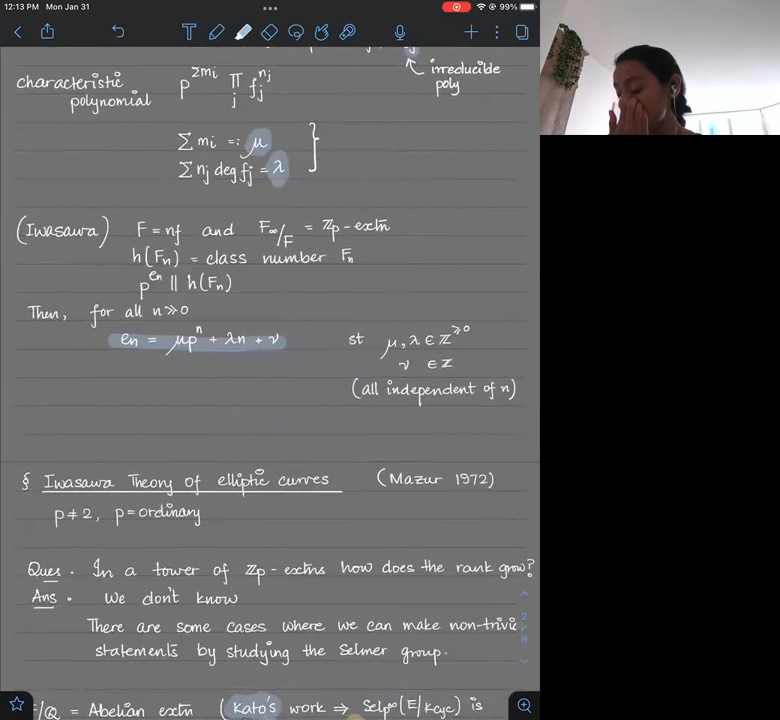 12:13 PM Mon Jan 31
99%
irreducible
poly
characteristic
polynomial
p^{Σmi} ∏_j f_j^{nj}
Σ mi =: μ
Σ nj deg fj = λ
(Iwasawa) F = nf and F∞/F = ℤp-extn
h(Fn) = class number Fn
p^{en} || h(Fn)
Then, for all n≫0
en = μp^n + λn + ν st μ, λ ∈ ℤ^{≥0}
ν ∈ ℤ
(all independent of n)
§ Iwasawa Theory of elliptic curves (Mazur 1972)
p≠2, p=ordinary
Ques. In a tower of ℤp-extns how does the rank grow?
Ans. We don't know
There are some cases where we can make non-trivi
statements by studying the Selmer group.
/Q = Abelian extn (Kato's work ⇒ Selp∞(E/Kcyc) is
2
8